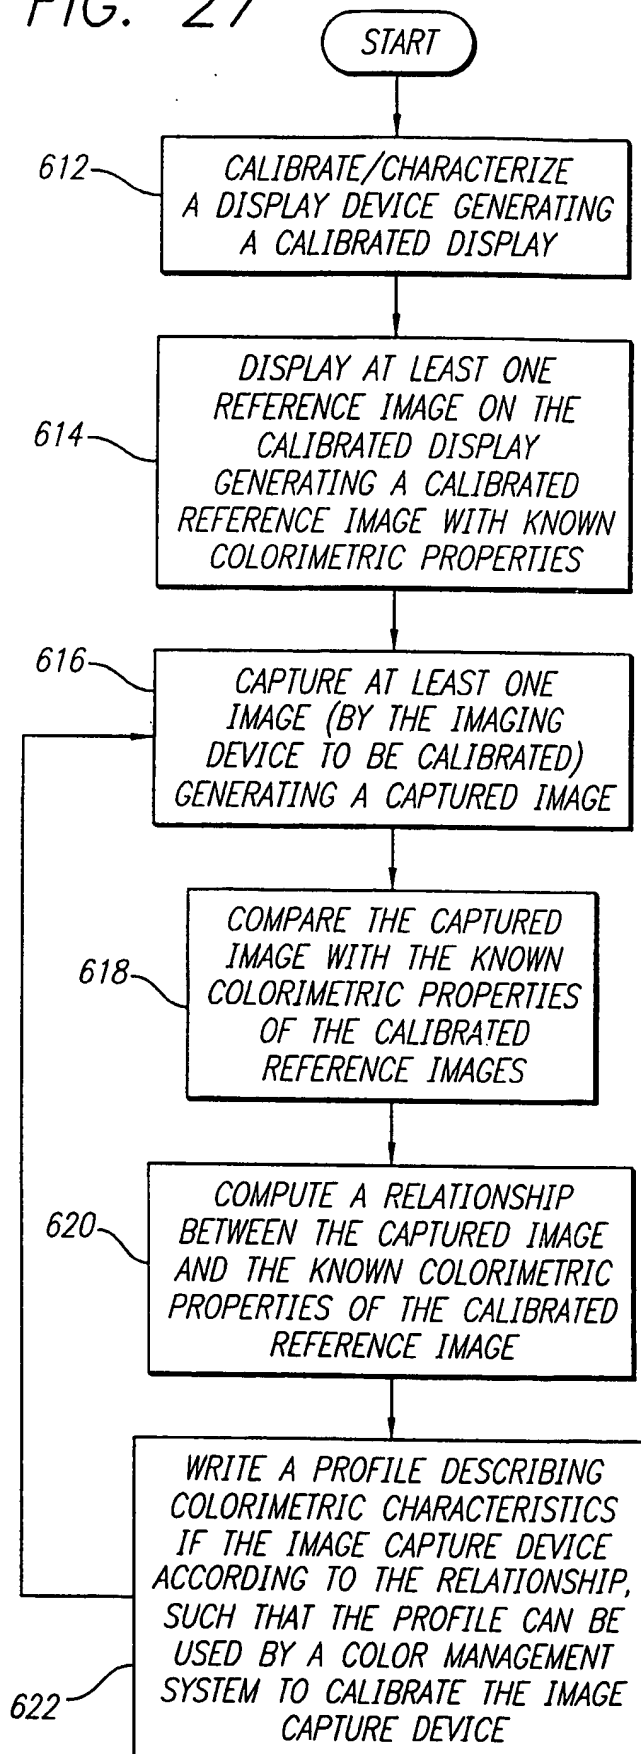 FIG. 27
START
612
CALIBRATE/CHARACTERIZE
A DISPLAY DEVICE GENERATING
A CALIBRATED DISPLAY
614
DISPLAY AT LEAST ONE
REFERENCE IMAGE ON THE
CALIBRATED DISPLAY
GENERATING A CALIBRATED
REFERENCE IMAGE WITH KNOWN
COLORIMETRIC PROPERTIES
616
CAPTURE AT LEAST ONE
IMAGE (BY THE IMAGING
DEVICE TO BE CALIBRATED)
GENERATING A CAPTURED IMAGE
618
COMPARE THE CAPTURED
IMAGE WITH THE KNOWN
COLORIMETRIC PROPERTIES
OF THE CALIBRATED
REFERENCE IMAGES
620
COMPUTE A RELATIONSHIP
BETWEEN THE CAPTURED IMAGE
AND THE KNOWN COLORIMETRIC
PROPERTIES OF THE CALIBRATED
REFERENCE IMAGE
622
WRITE A PROFILE DESCRIBING
COLORIMETRIC CHARACTERISTICS
IF THE IMAGE CAPTURE DEVICE
ACCORDING TO THE RELATIONSHIP,
SUCH THAT THE PROFILE CAN BE
USED BY A COLOR MANAGEMENT
SYSTEM TO CALIBRATE THE IMAGE
CAPTURE DEVICE